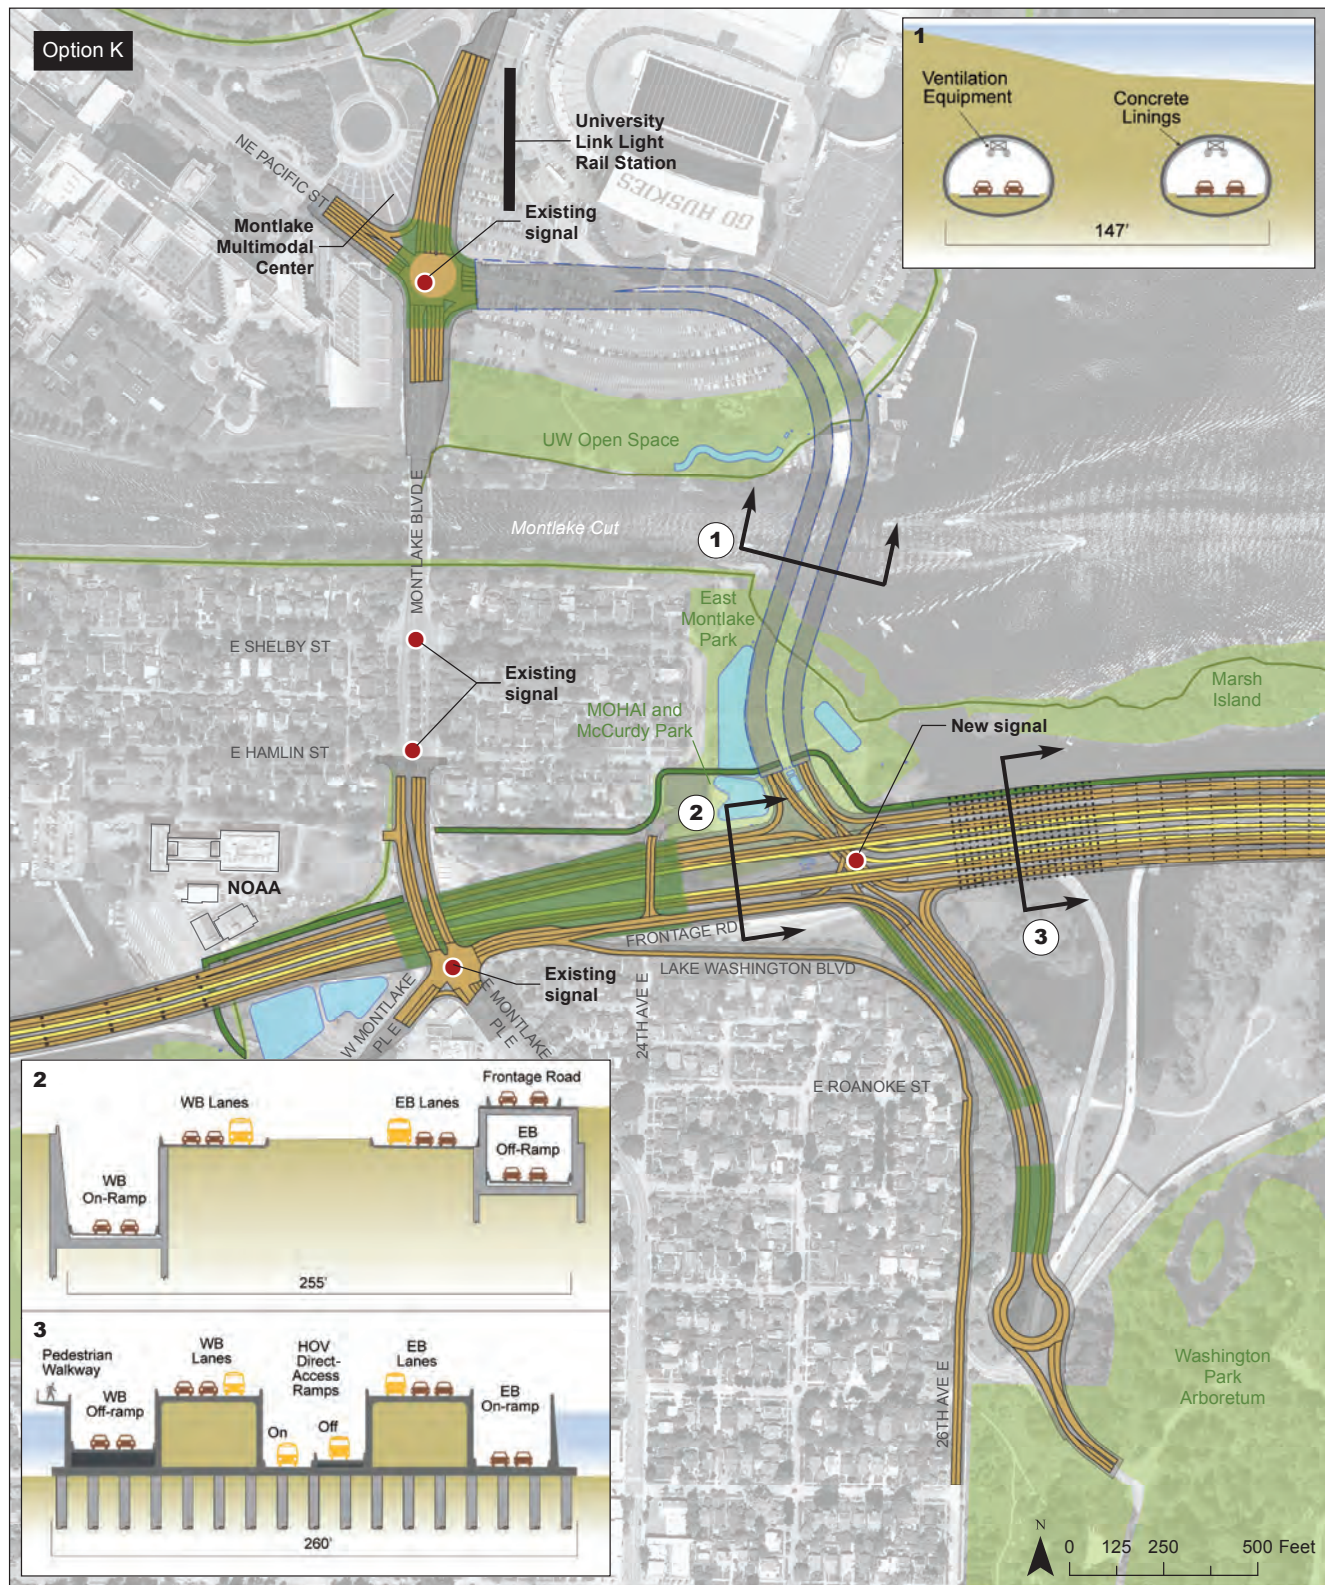 Option K
1
Ventilation
Equipment
Concrete
Linings
147'
University
Link Light
Rail Station
NE PACIFIC ST
GO HUSKIES
Existing
signal
Montlake
Multimodal
Center
UW Open Space
MONTLAKE BLVD E
Montlake Cut
1
East
Montlake
Park
E SHELBY ST
Existing
signal
Marsh
Island
MOHAI and
McCurdy Park
New signal
E HAMLIN ST
2
NOAA
3
FRONTAGE RD
LAKE WASHINGTON BLVD
Existing
signal
W MONTLAKE
PL E
E MONTLAKE
PL E
24TH AVE E
E ROANOKE ST
2
Frontage Road
WB Lanes
EB Lanes
EB
Off-Ramp
WB
On-Ramp
255'
3
Pedestrian
Walkway
WB
Lanes
HOV
Direct-
Access
Ramps
EB
Lanes
WB
Off-ramp
EB
On-ramp
On
Off
260'
26TH AVE E
Washington
Park
Arboretum
N
0 125 250 500 Feet